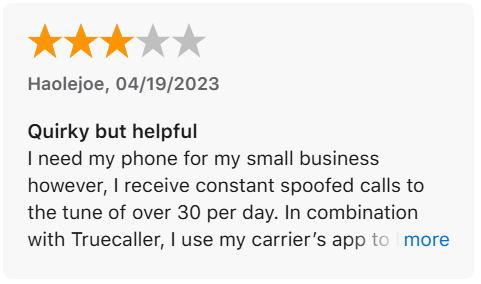 Haolejoe, 04/19/2023
Quirky but helpful
I need my phone for my small business
however, I receive constant spoofed calls to
the tune of over 30 per day. In combination
with Truecaller, I use my carrier’s app to more